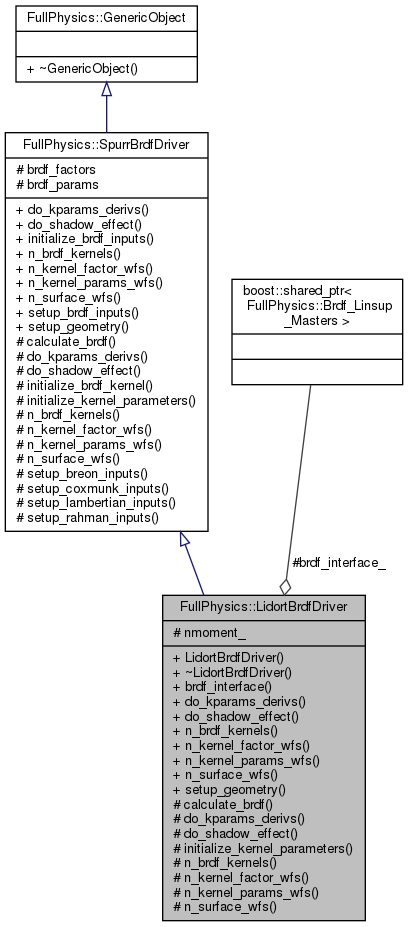 FullPhysics::GenericObject
+ ~GenericObject()
FullPhysics::SpurrBrdfDriver
# brdf_factors
# brdf_params
+ do_kparams_derivs()
+ do_shadow_effect()
+ initialize_brdf_inputs()
+ n_brdf_kernels()
+ n_kernel_factor_wfs()
+ n_kernel_params_wfs()
+ n_surface_wfs()
+ setup_brdf_inputs()
+ setup_geometry()
# calculate_brdf()
# do_kparams_derivs()
# do_shadow_effect()
# initialize_brdf_kernel()
# initialize_kernel_parameters()
# n_brdf_kernels()
# n_kernel_factor_wfs()
# n_kernel_params_wfs()
# n_surface_wfs()
# setup_breon_inputs()
# setup_coxmunk_inputs()
# setup_lambertian_inputs()
# setup_rahman_inputs()
boost::shared_ptr<
FullPhysics::Brdf_Linsup
_Masters >
#brdf_interface_
FullPhysics::LidortBrdfDriver
# nmoment_
+ LidortBrdfDriver()
+ ~LidortBrdfDriver()
+ brdf_interface()
+ do_kparams_derivs()
+ do_shadow_effect()
+ n_brdf_kernels()
+ n_kernel_factor_wfs()
+ n_kernel_params_wfs()
+ n_surface_wfs()
+ setup_geometry()
# calculate_brdf()
# do_kparams_derivs()
# do_shadow_effect()
# initialize_kernel_parameters()
# n_brdf_kernels()
# n_kernel_factor_wfs()
# n_kernel_params_wfs()
# n_surface_wfs()